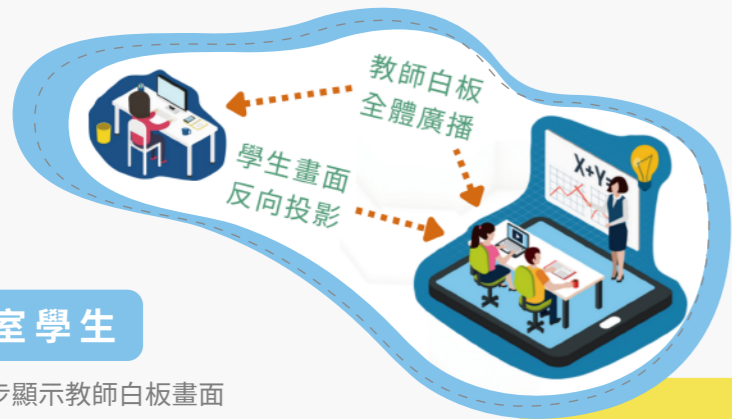 教師白板
全體廣播
學生畫面
反向投影
X+Y=
室學生
步顯示教師白板畫面